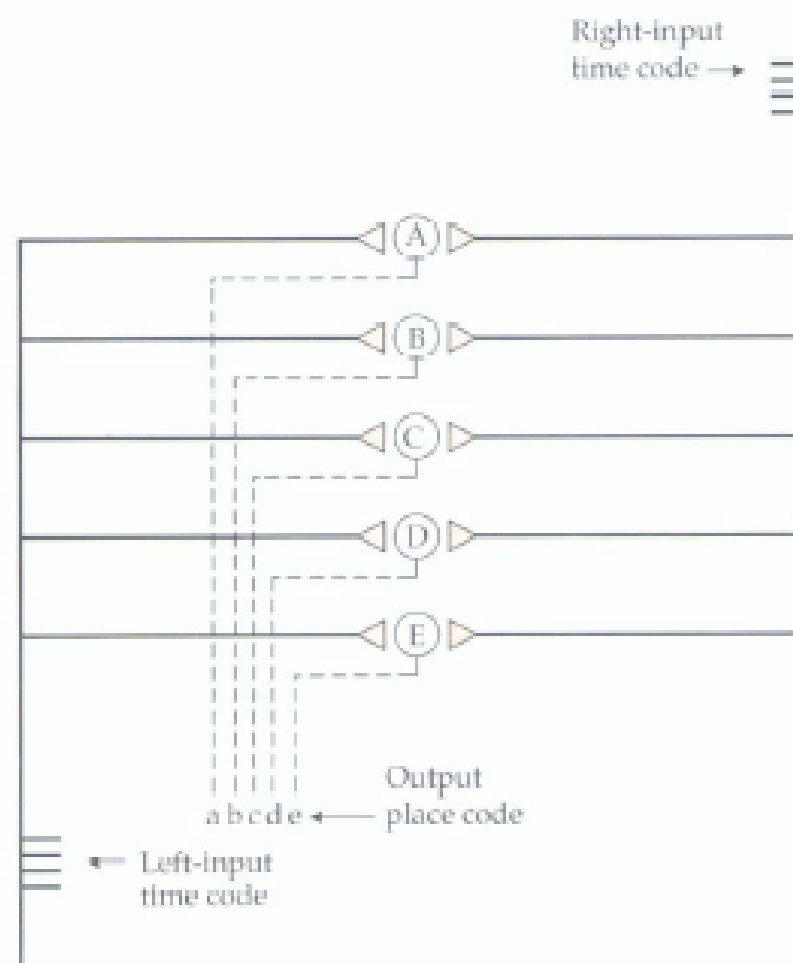 Right-input
time code
A
B
C
D
E
Output
a b c d e
place code
Left-input
time code